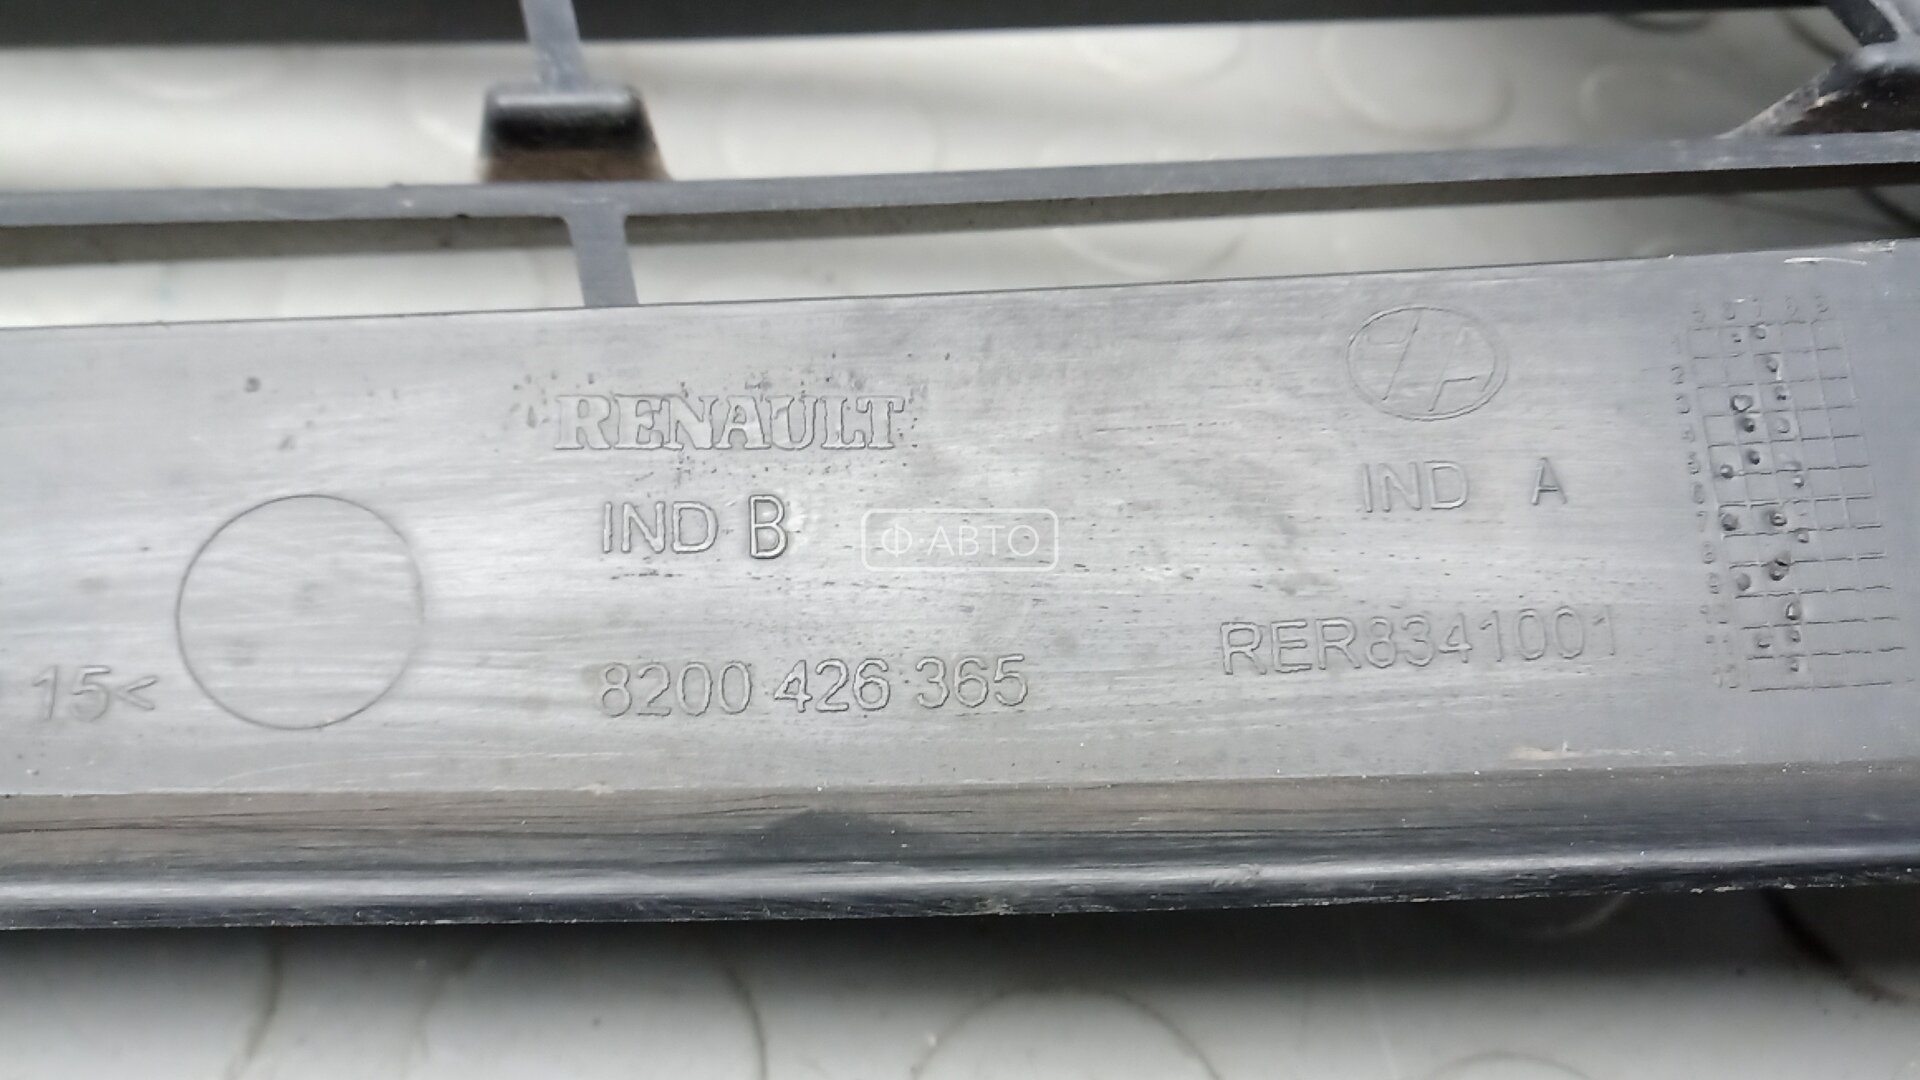 RENAULT
IND B
8200 426 365
15<
IND A
RER8341001
Ф·АВТО